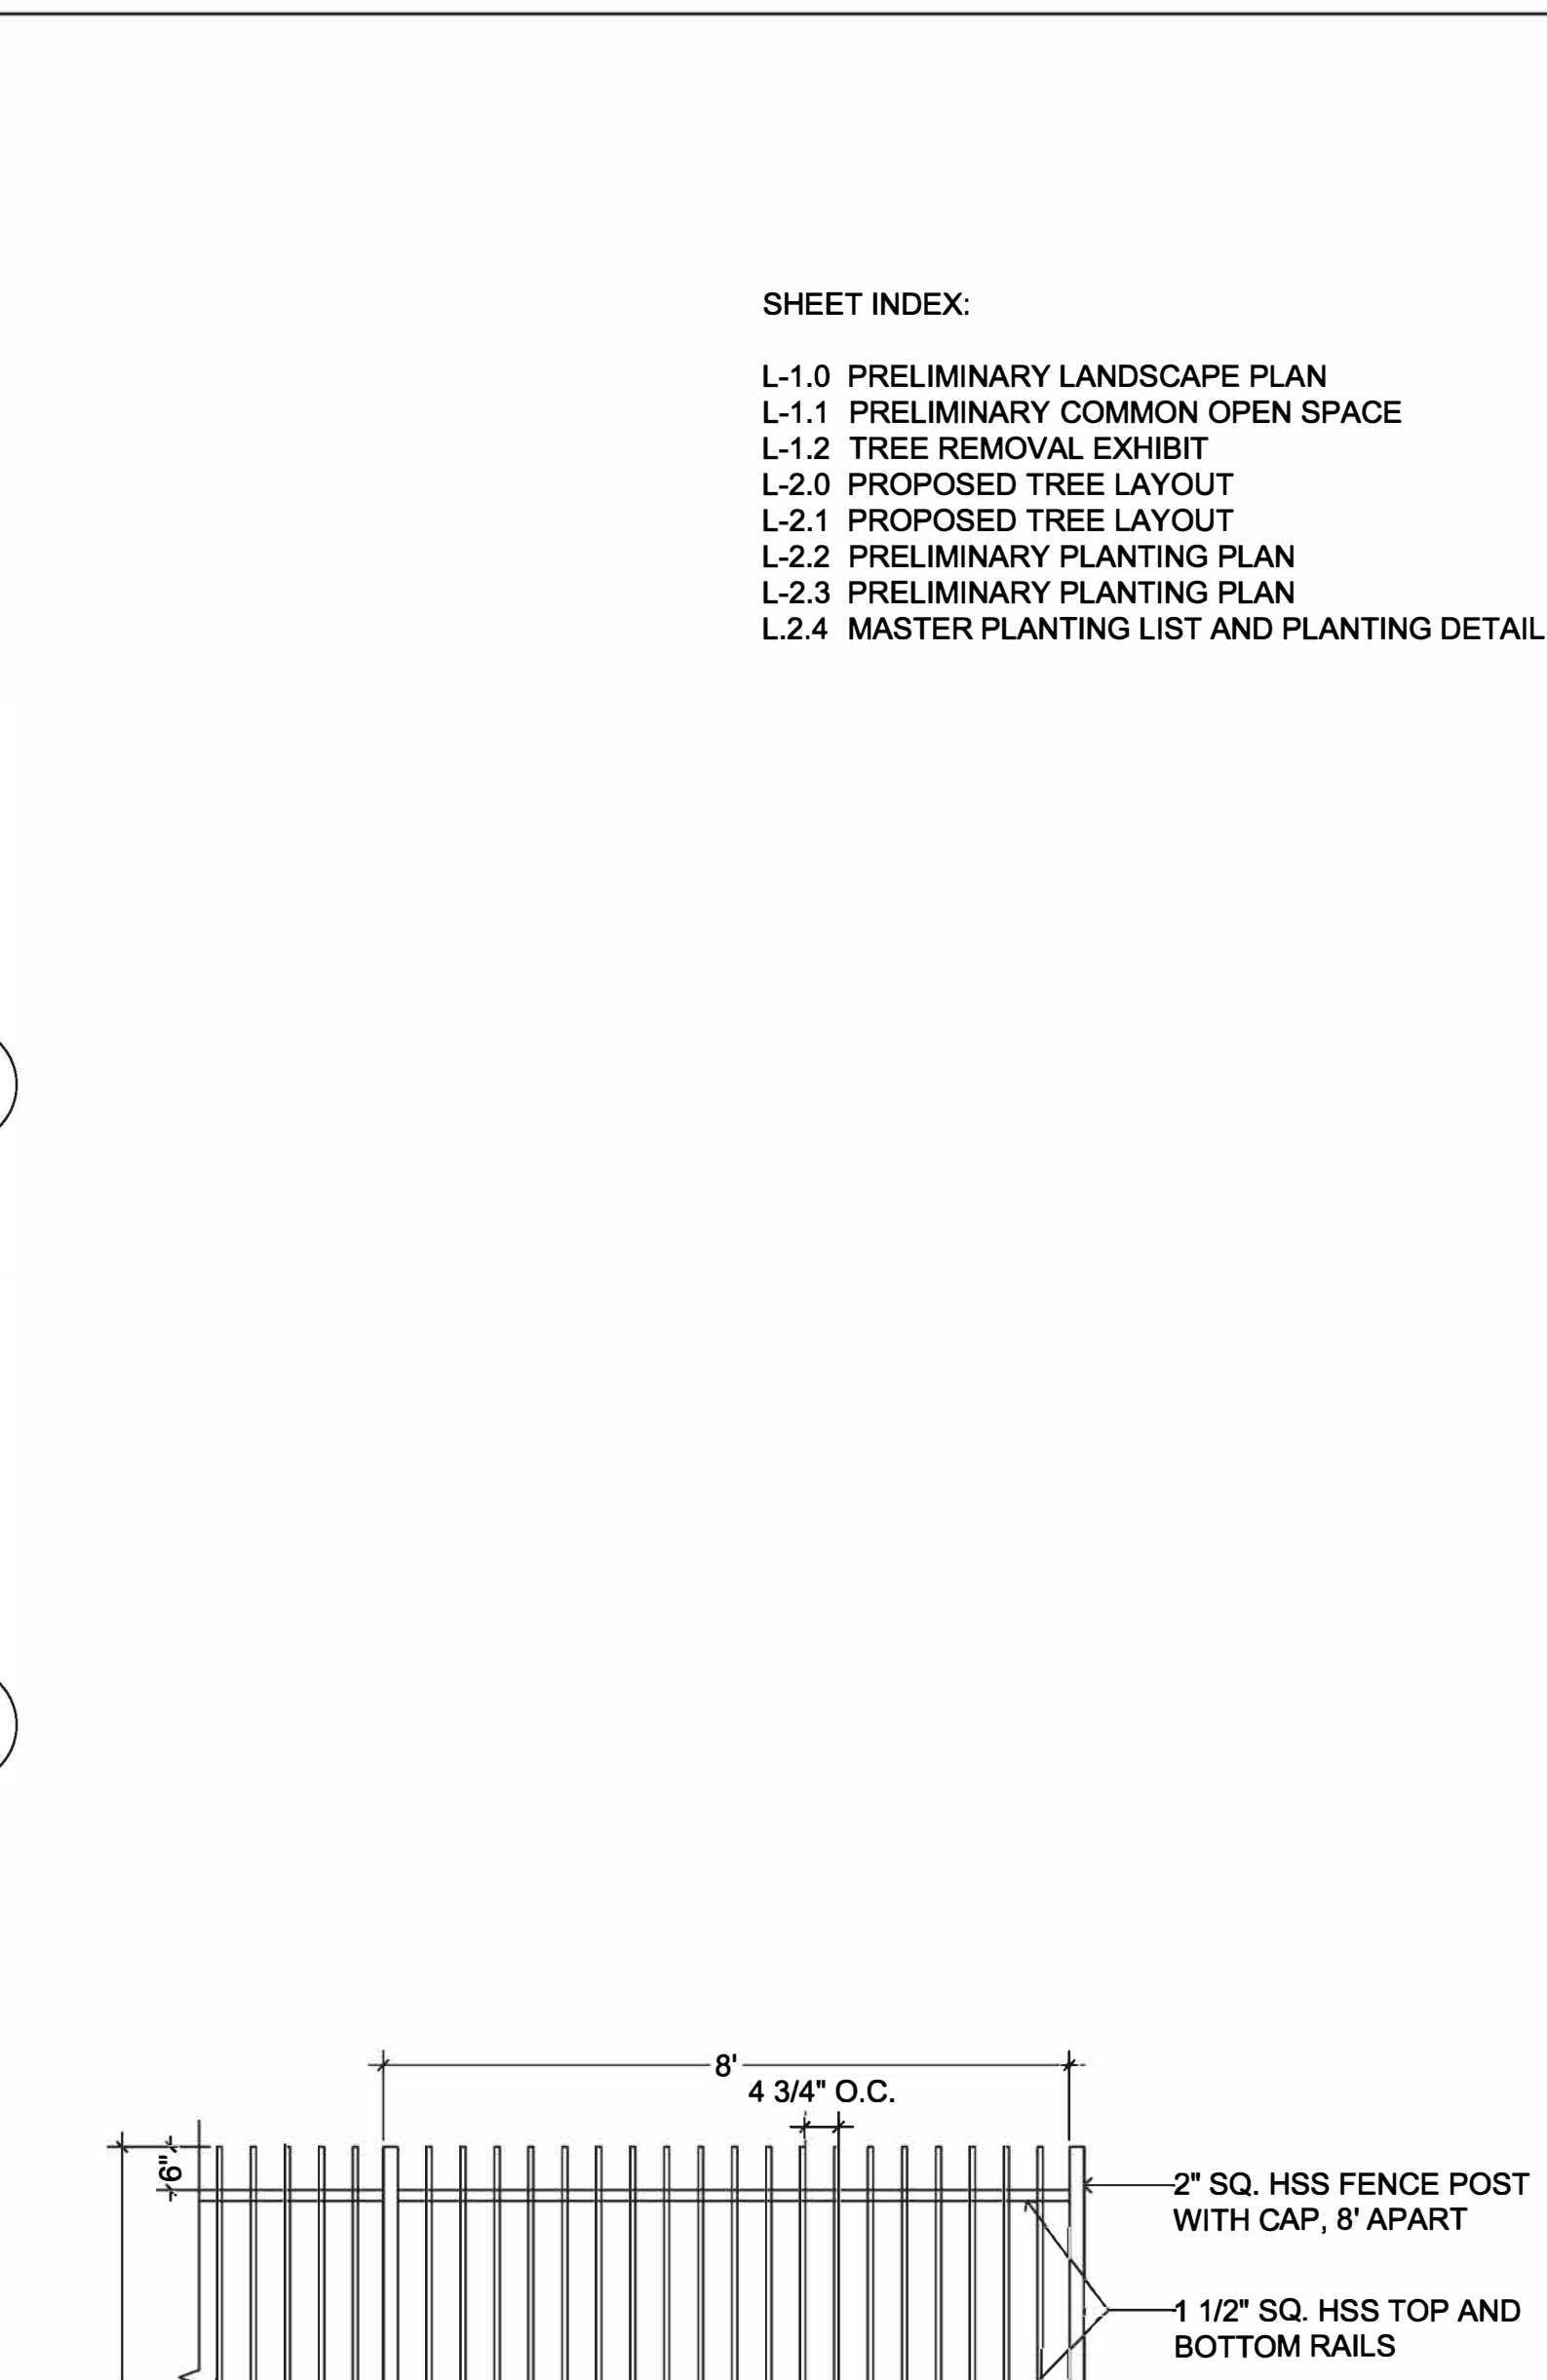 SHEET INDEX:
L-1.0 PRELIMINARY LANDSCAPE PLAN
L-1.1 PRELIMINARY COMMON OPEN SPACE
L-1.2 TREE REMOVAL EXHIBIT
L-2.0 PROPOSED TREE LAYOUT
L-2.1 PROPOSED TREE LAYOUT
L-2.2 PRELIMINARY PLANTING PLAN
L-2.3 PRELIMINARY PLANTING PLAN
L.2.4 MASTER PLANTING LIST AND PLANTING DETAIL
8'
4 3/4" O.C.
6"
2" SQ. HSS FENCE POST
WITH CAP, 8' APART
1 1/2" SQ. HSS TOP AND
BOTTOM RAILS